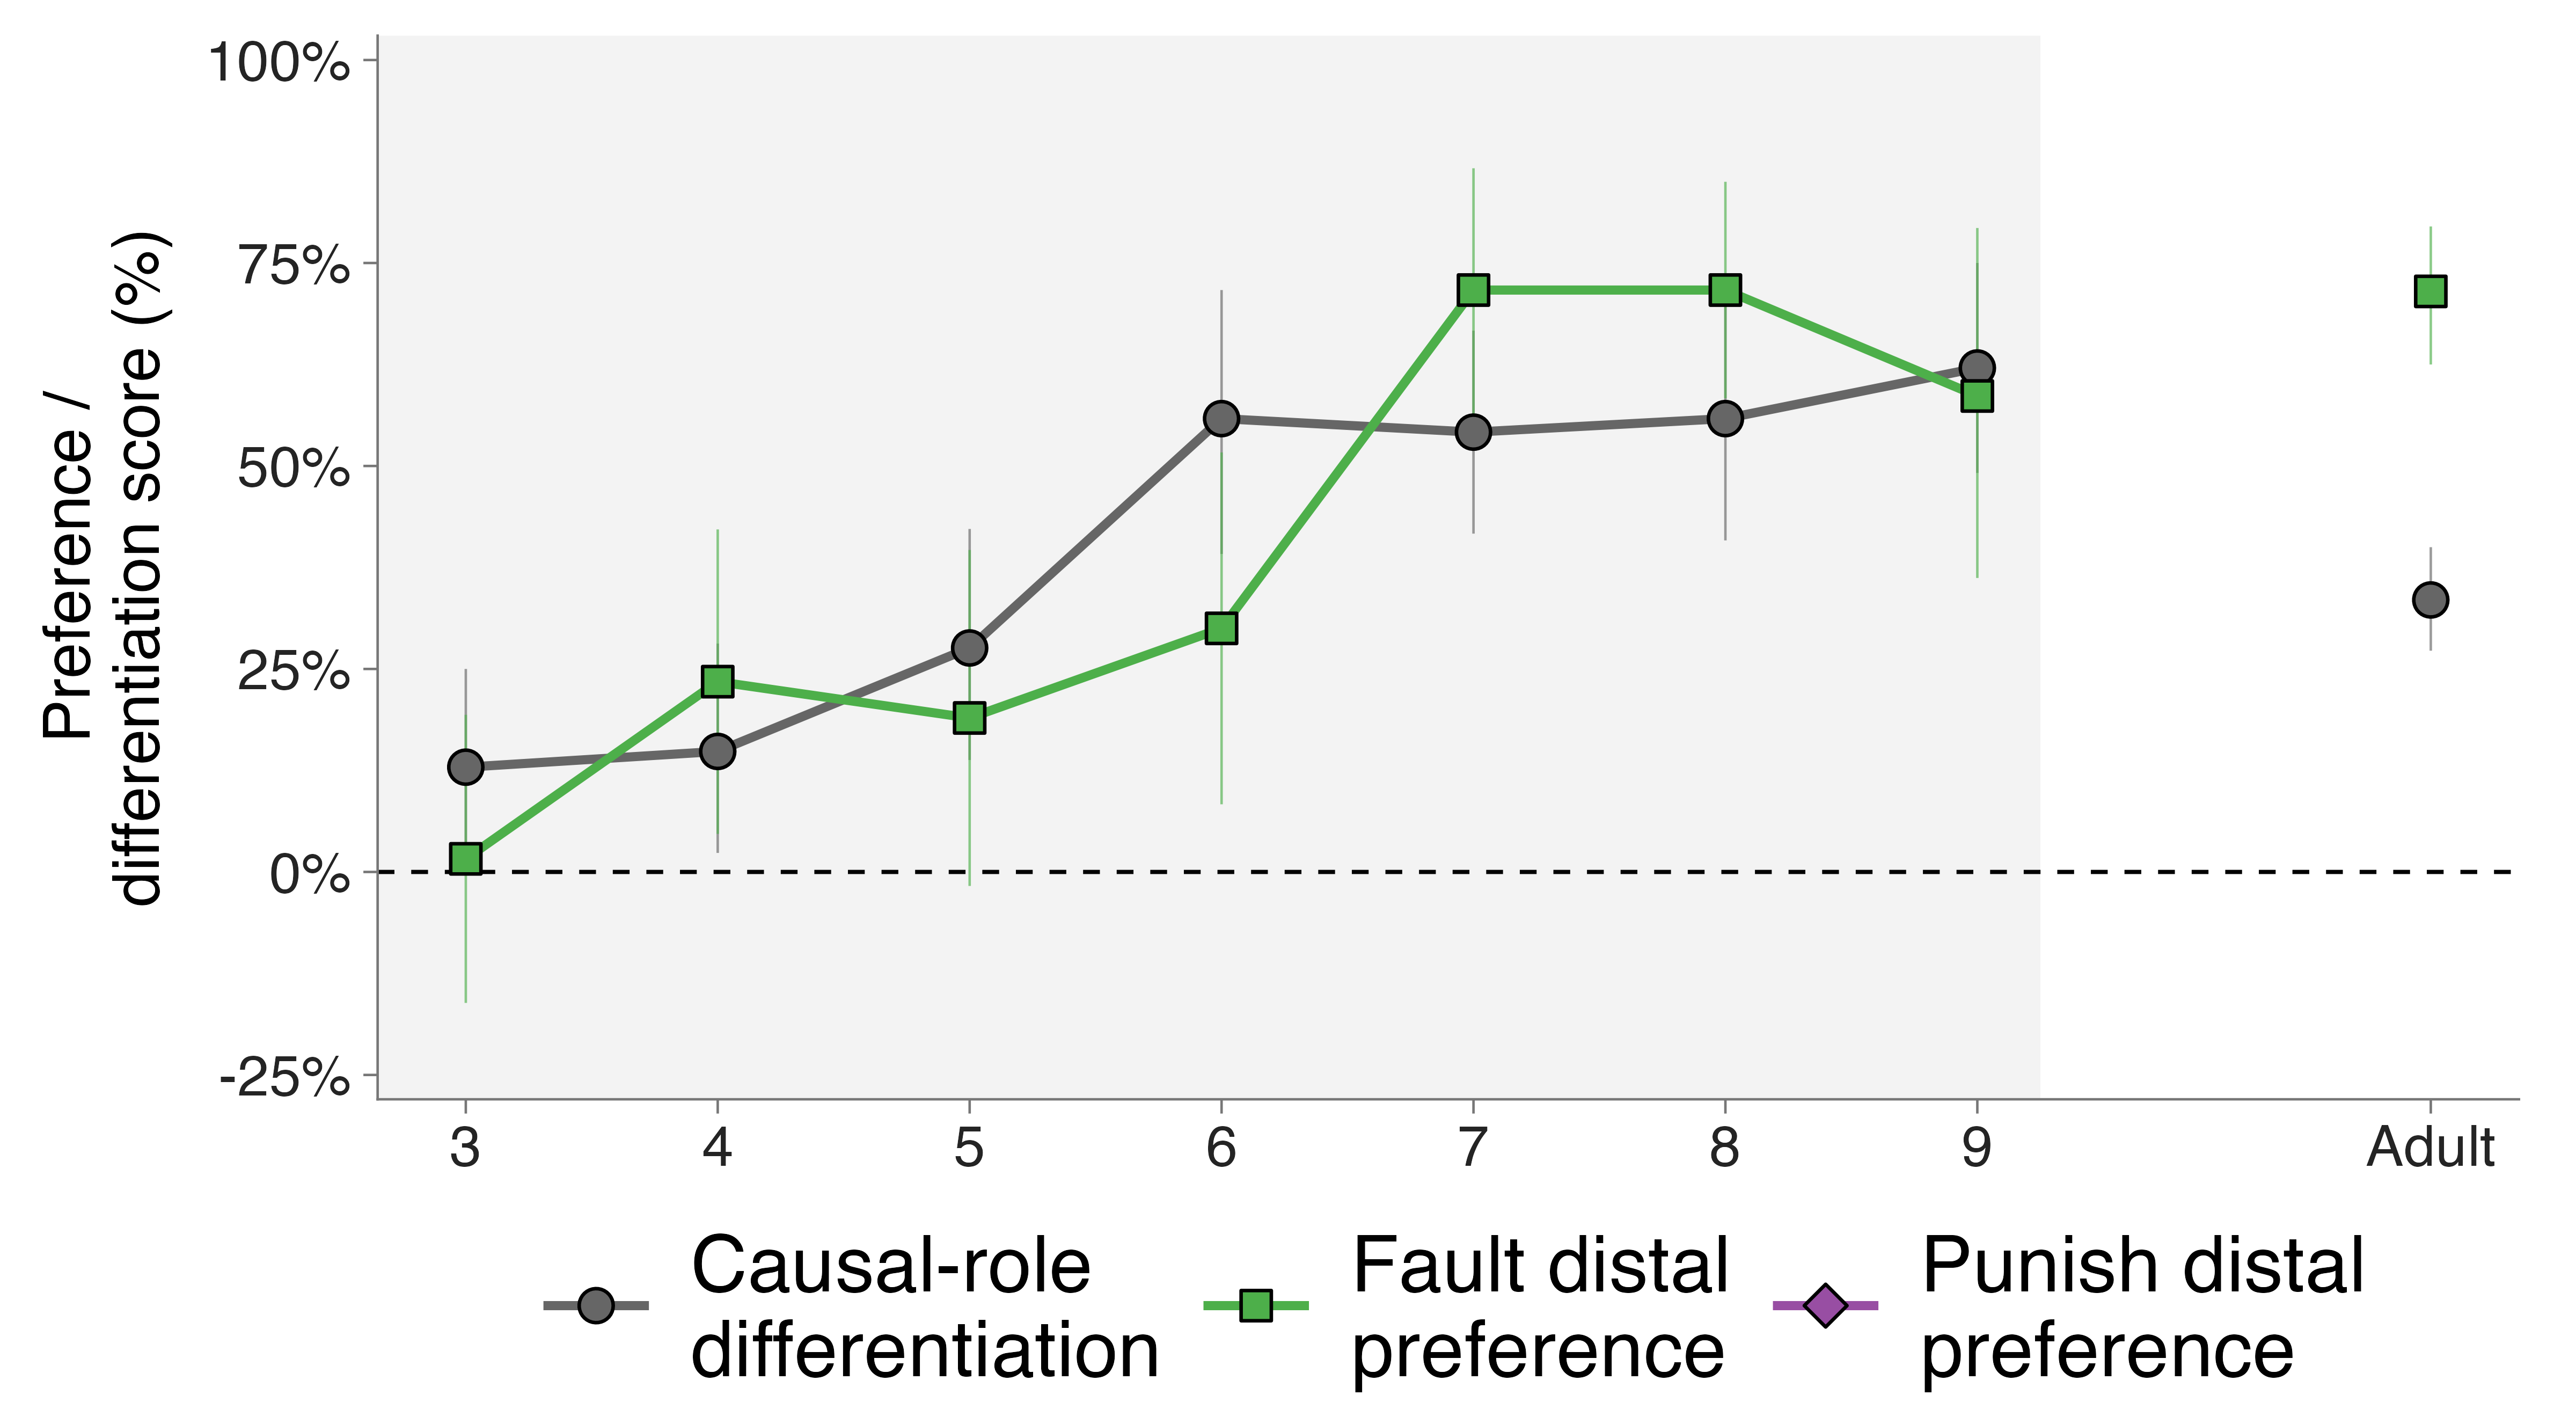 Preference /
differentiation score (%)
100%
75%
50%
25%
0%
-25%
3 4 5 6 7 8 9 Adult
Causal-role
differentiation
Fault distal
preference
Punish distal
preference